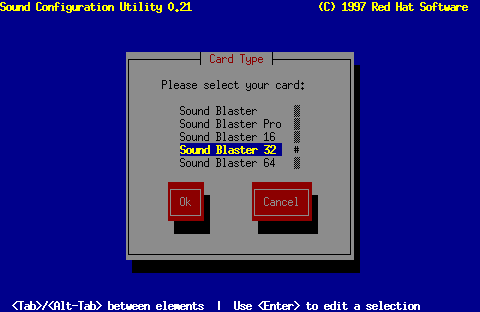 Sound Configuration Utility 0.21 (C) 1997 Red Hat Software
Card Type
Please select your card:
Sound Blaster
Sound Blaster Pro
Sound Blaster 16
Sound Blaster 32 #
Sound Blaster 64
Ok Cancel
<Tab>/<Alt-Tab> between elements | Use <Enter> to edit a selection